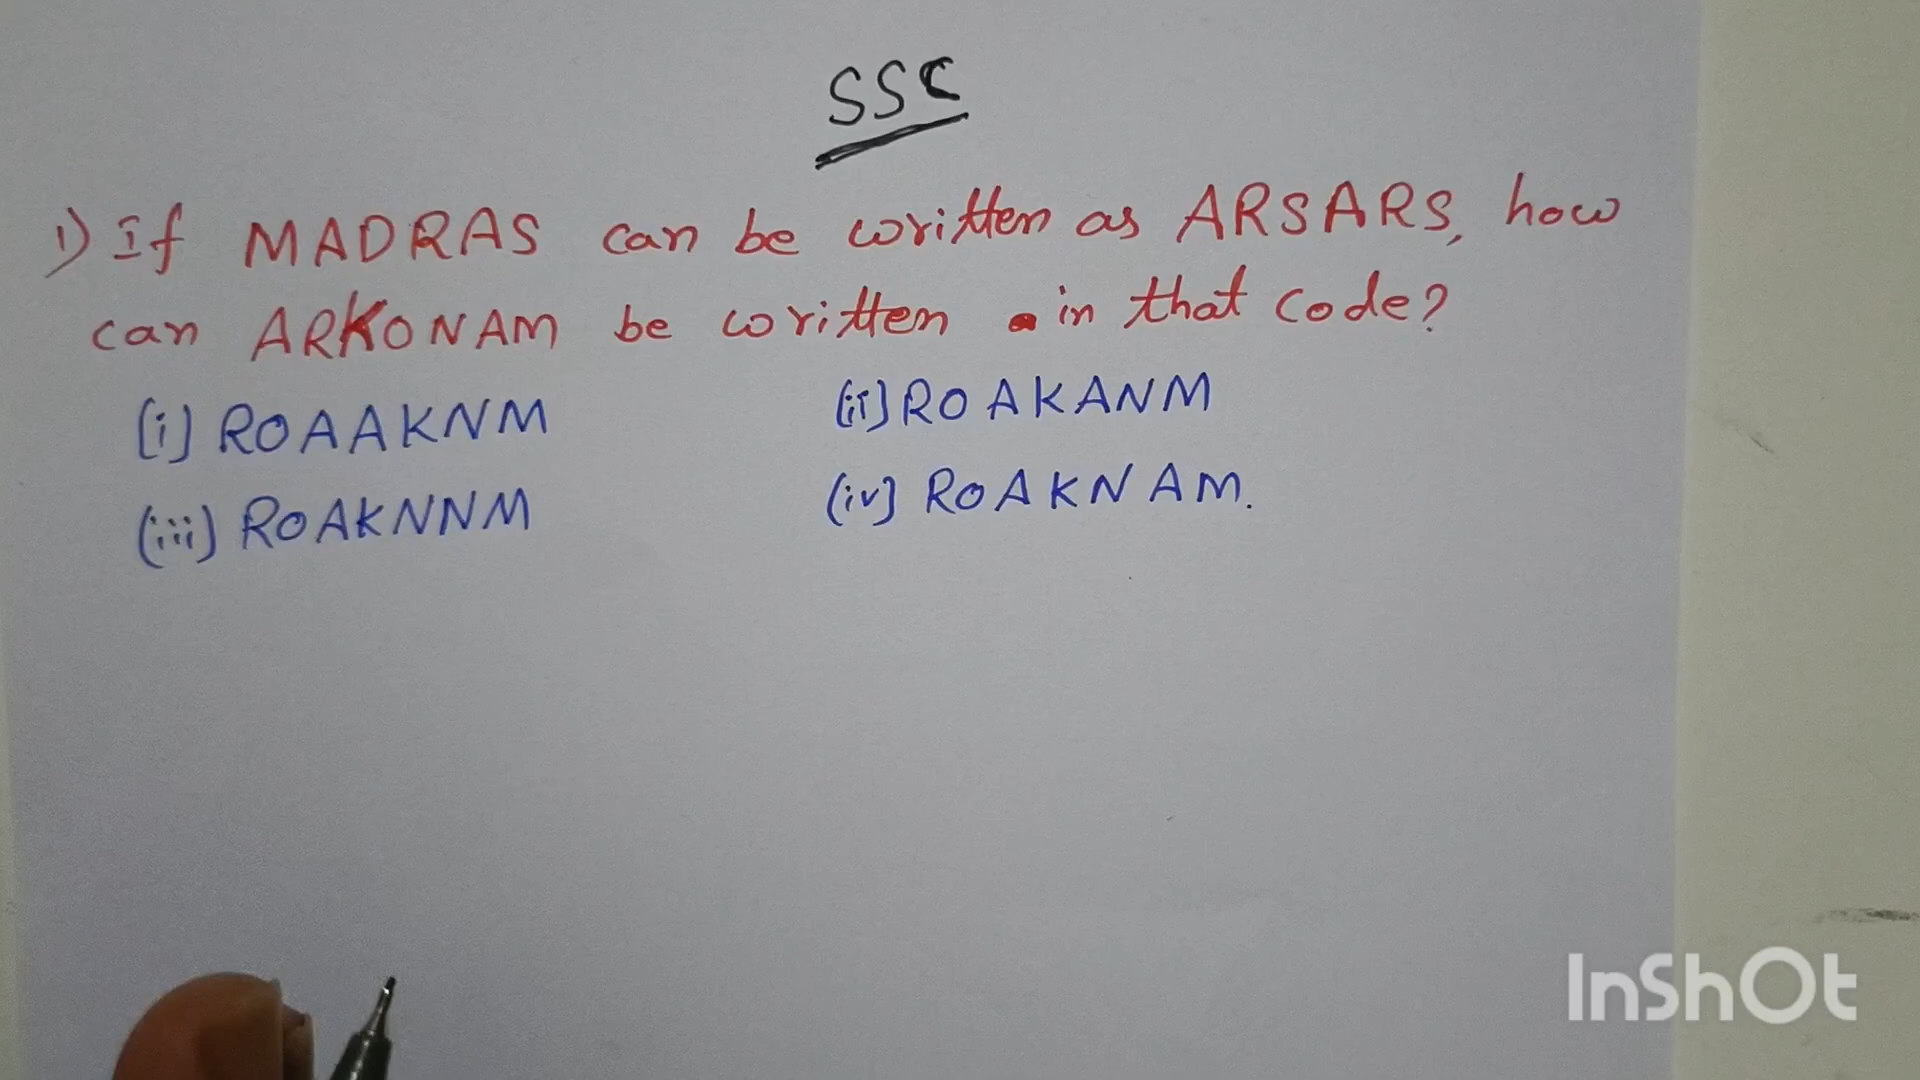 SSC
1) If MADRAS can be written as ARSARS, how
can ARKONAM be written in that code?
(i) ROAAKNM (ii) ROAKANM
(iii) ROAKNNM (iv) ROAKNAM.
InShOt